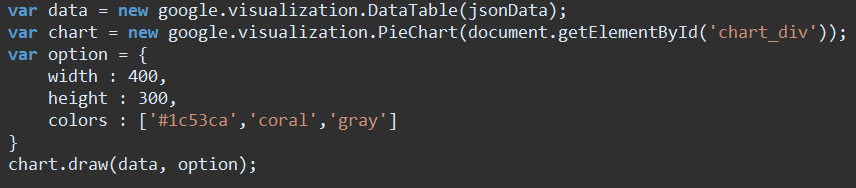 var data = new google.visualization.DataTable(jsonData);
var chart = new google.visualization.PieChart(document.getElementById('chart_div'));
var option = {
    width : 400,
    height : 300,
    colors : ['#1c53ca','coral','gray']
}
chart.draw(data, option);